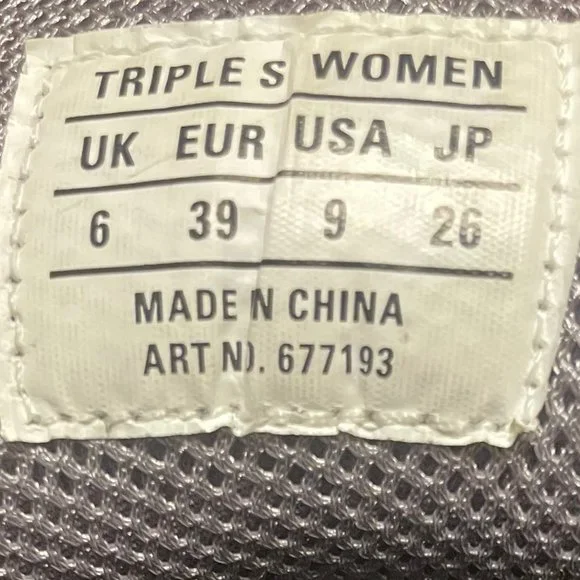 TRIPLE S WOMEN
UK EUR USA JP
6 39 9 26
MADE N CHINA
ART N). 677193